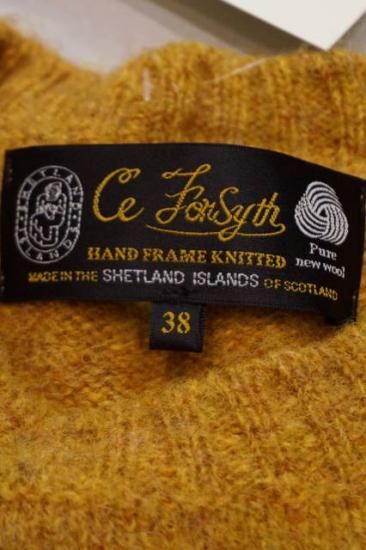 Ce Forsyth
Pure
new wool
HAND FRAME KNITTED
MADE IN THE SHETLAND ISLANDS OF SCOTLAND
38